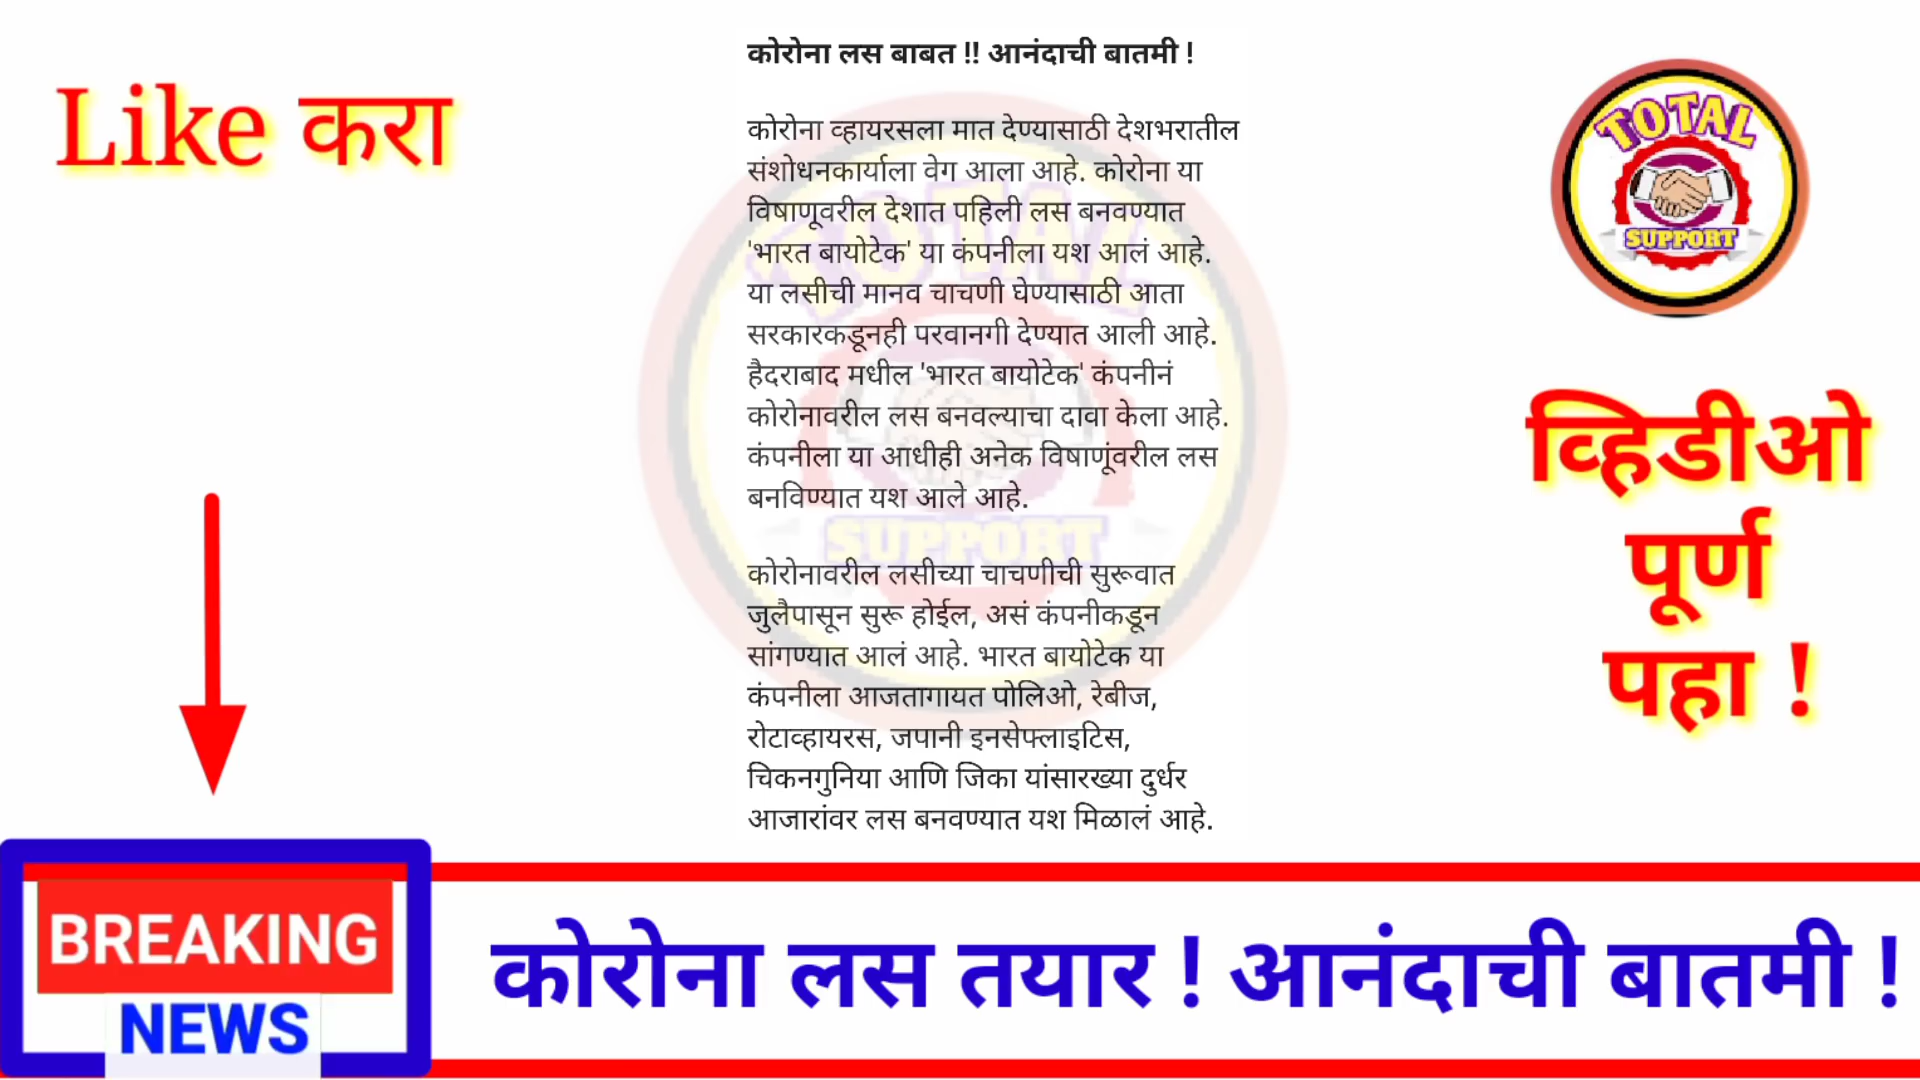 कोरोना लस बाबत !! आनंदाची बातमी !
कोरोना व्हायरसला मात देण्यासाठी देशभरातील
संशोधनकार्याला वेग आला आहे. कोरोना या
विषाणूवरील देशात पहिली लस बनवण्यात
'भारत बायोटेक' या कंपनीला यश आलं आहे.
या लसीची मानव चाचणी घेण्यासाठी आता
सरकारकडूनही परवानगी देण्यात आली आहे.
हैदराबाद मधील 'भारत बायोटेक' कंपनीनं
कोरोनावरील लस बनवल्याचा दावा केला आहे.
कंपनीला या आधीही अनेक विषाणूंवरील लस
बनविण्यात यश आले आहे.
कोरोनावरील लसीच्या चाचणीची सुरूवात
जुलैपासून सुरू होईल, असं कंपनीकडून
सांगण्यात आलं आहे. भारत बायोटेक या
कंपनीला आजतागायत पोलिओ, रेबीज,
रोटाव्हायरस, जपानी इनसेफ्लाइटिस,
चिकनगुनिया आणि जिका यांसारख्या दुर्धर
आजारांवर लस बनवण्यात यश मिळालं आहे.
Like करा
TOTAL
SUPPORT
TOTAL
SUPPORT
व्हिडीओ
पूर्ण
पहा !
BREAKING
NEWS
कोरोना लस तयार ! आनंदाची बातमी !